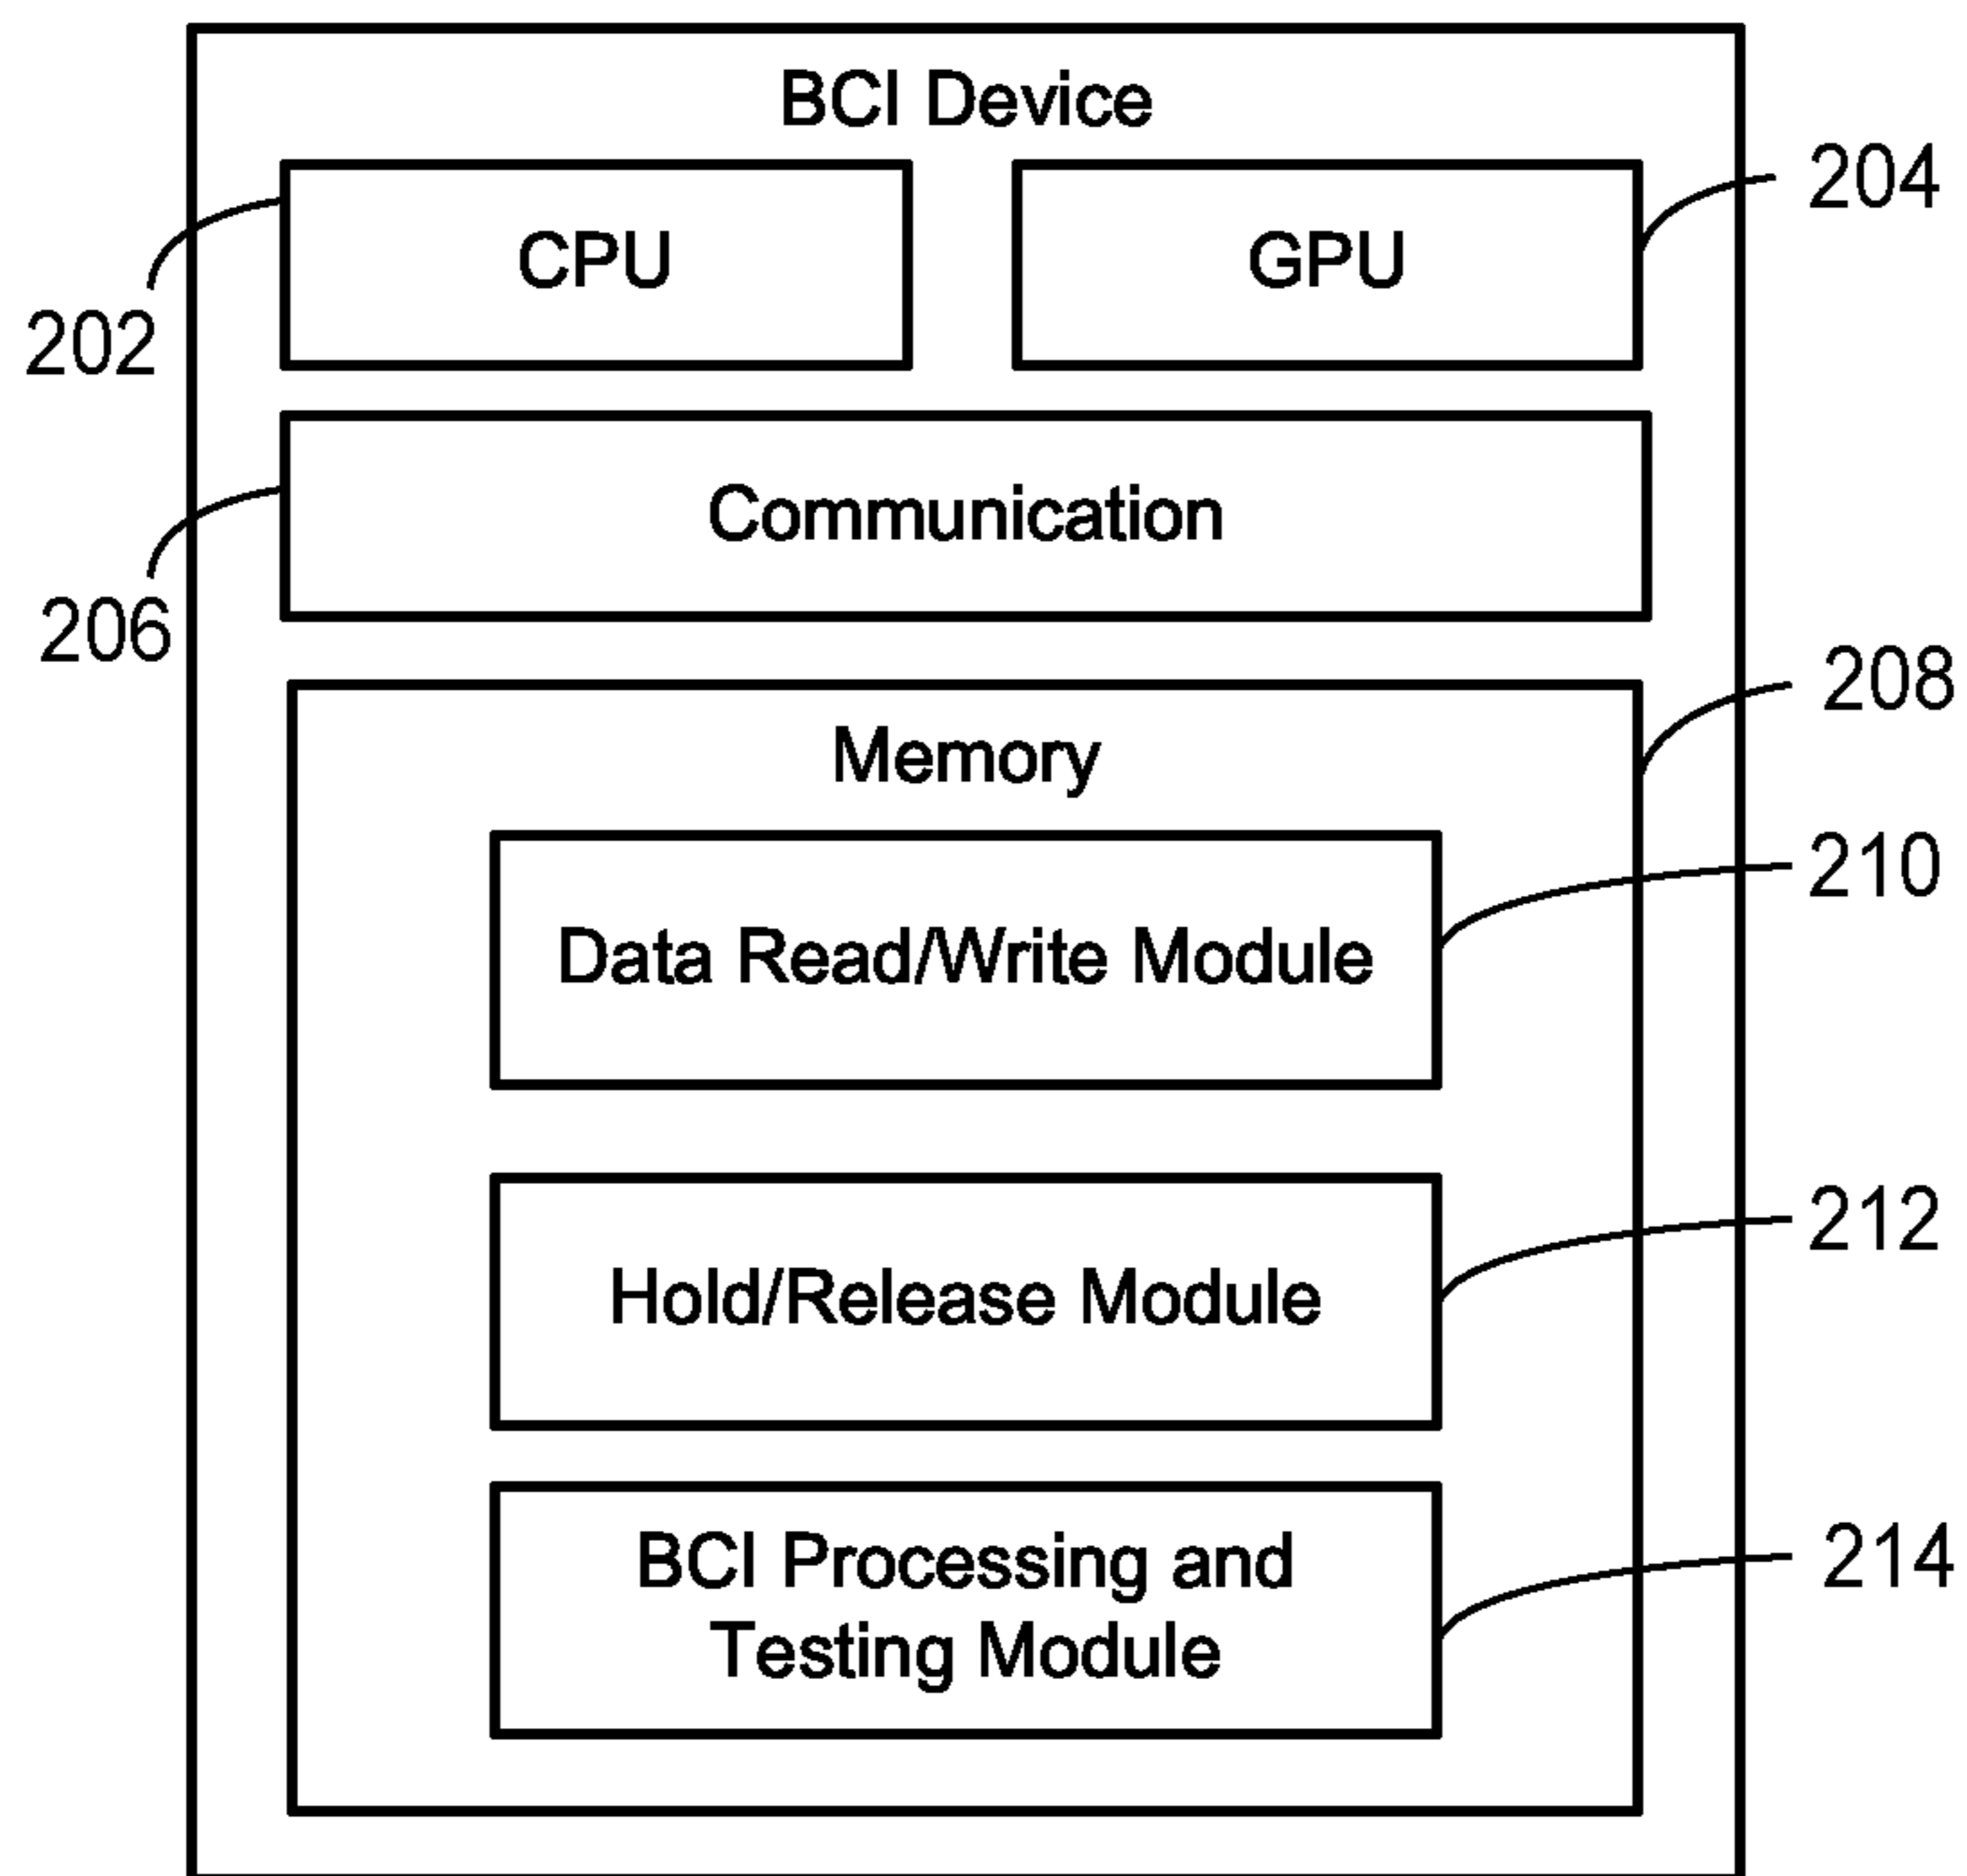 BCI Device
204
CPU
GPU
202
Communication
206
208
Memory
210
Data Read/Write Module
212
Hold/Release Module
214
BCI Processing and
Testing Module